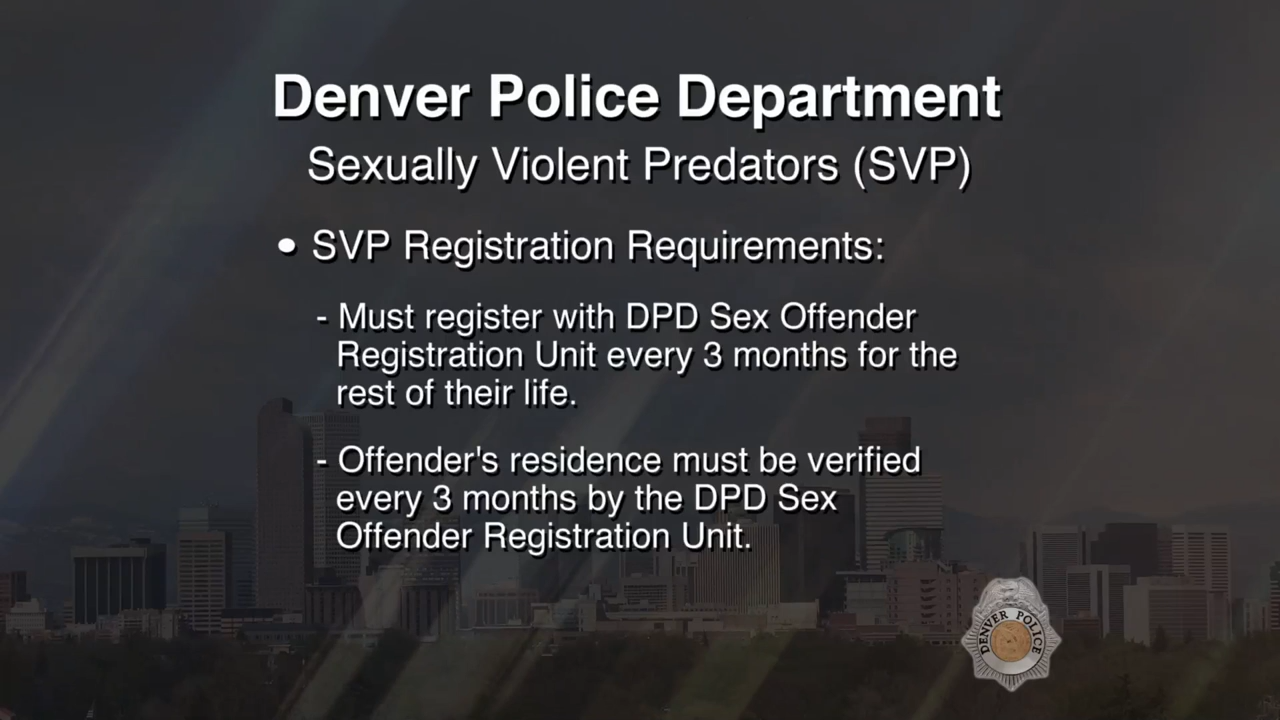 Denver Police Department
Sexually Violent Predators (SVP)
• SVP Registration Requirements:
- Must register with DPD Sex Offender
Registration Unit every 3 months for the
rest of their life.
- Offender's residence must be verified
every 3 months by the DPD Sex
Offender Registration Unit.
DENVER POLICE